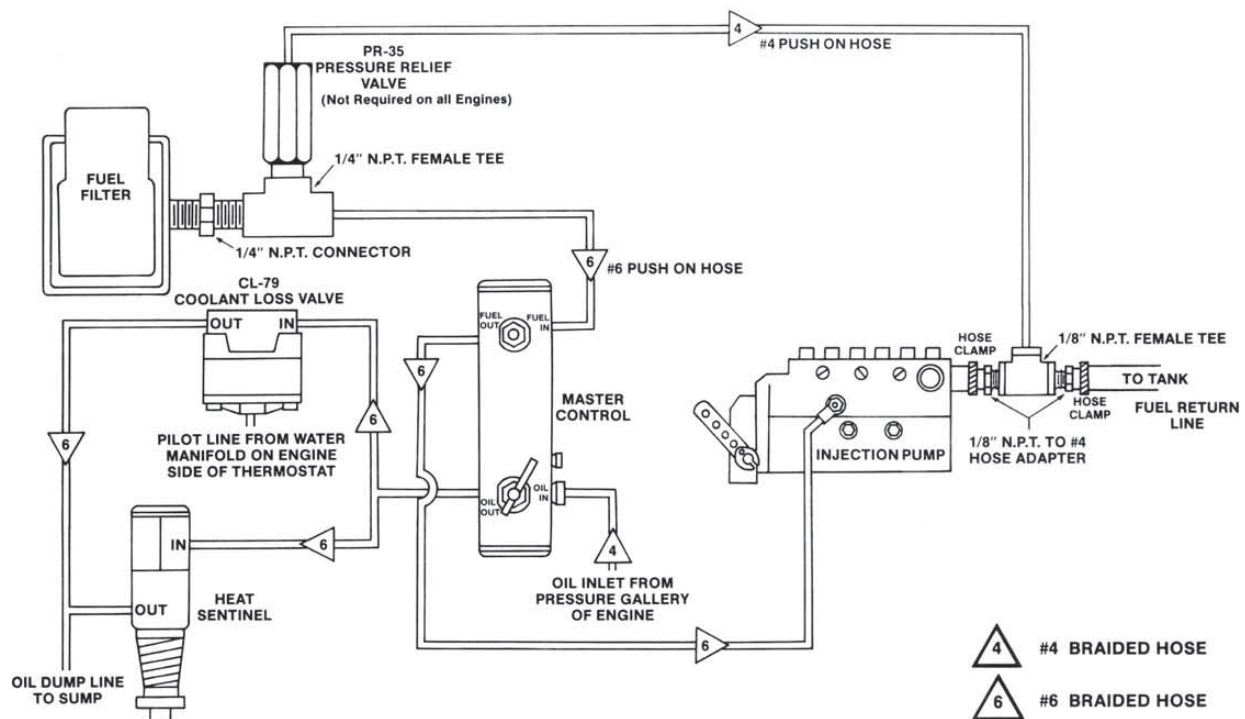 4
#4 PUSH ON HOSE
PR-35
PRESSURE RELIEF
VALVE
(Not Required on all Engines)
1/4" N.P.T. FEMALE TEE
FUEL
FILTER
1/4" N.P.T. CONNECTOR
6
#6 PUSH ON HOSE
CL-79
COOLANT LOSS VALVE
OUT
IN
FUEL
OUT
FUEL
IN
6
6
6
PILOT LINE FROM WATER
MANIFOLD ON ENGINE
SIDE OF THERMOSTAT
MASTER
CONTROL
OIL
OUT
OIL
IN
HOSE
CLAMP
1/8" N.P.T. FEMALE TEE
TO TANK
HOSE
CLAMP
FUEL RETURN
LINE
1/8" N.P.T. TO #4
HOSE ADAPTER
INJECTION PUMP
IN
6
4
OUT
HEAT
SENTINEL
OIL INLET FROM
PRESSURE GALLERY
OF ENGINE
6
OIL DUMP LINE
TO SUMP
4
#4 BRAIDED HOSE
6
#6 BRAIDED HOSE